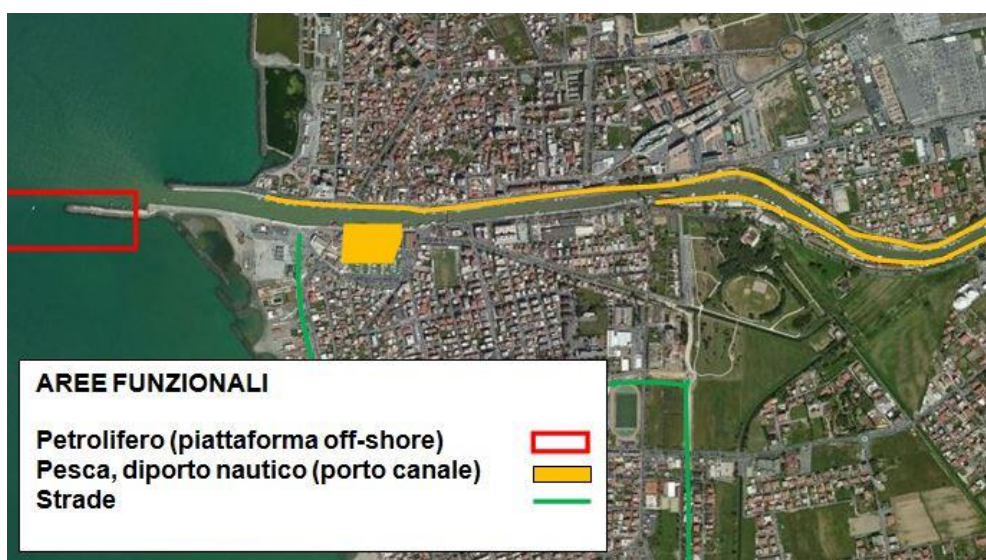 AREE FUNZIONALI
Petrolifero (piattaforma off-shore)
Pesca, diporto nautico (porto canale)
Strade